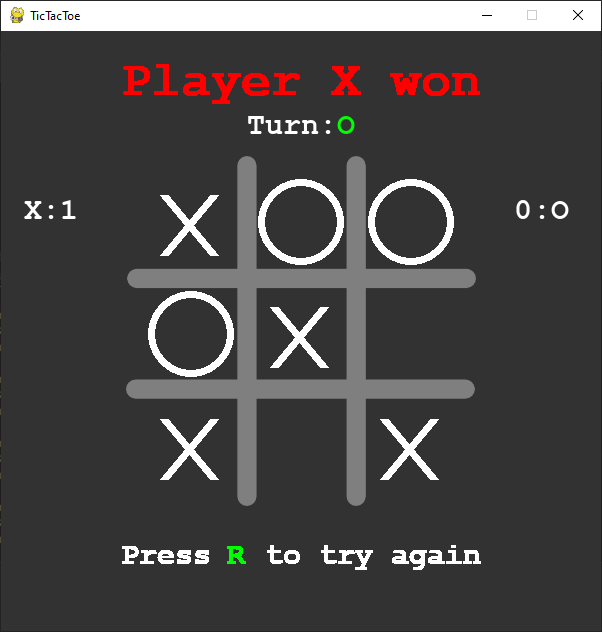 TicTacToe
Player X won
Turn:O
X:1
0:O
X O O
O X
X X
Press R to try again